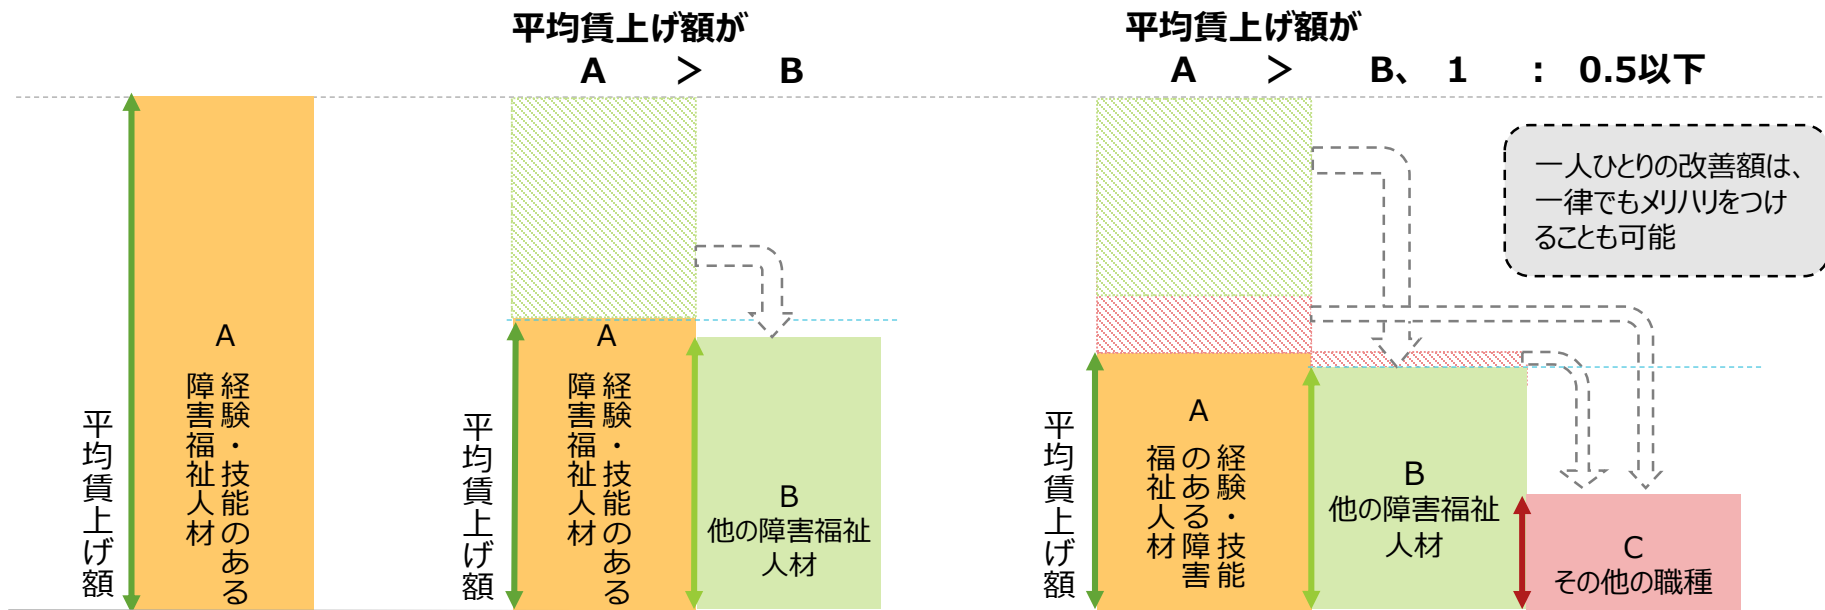 平均賃上げ額が
A > B
平均賃上げ額が
A > B、 1 : 0.5以下
一人ひとりの改善額は、
一律でもメリハリをつけ
ることも可能
平均賃上げ額
A
経験・技能のある
障害福祉人材
平均賃上げ額
A
経験・技能のある
障害福祉人材
B
他の障害福祉
人材
平均賃上げ額
A
経験・技能
のある障害
福祉人材
B
他の障害福祉
人材
C
その他の職種